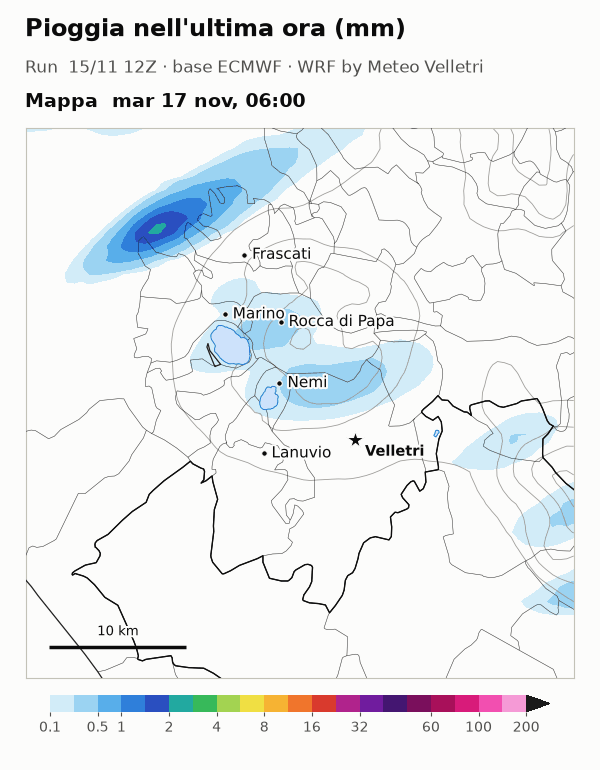 Pioggia nell'ultima ora (mm)
Run  15/11 12Z · base ECMWF · WRF by Meteo Velletri
Mappa  mar 17 nov, 06:00
Frascati
Marino
Rocca di Papa
Nemi
Velletri
Lanuvio
10 km
0.1 0.5 1 2 4 8 16 32 60 100 200